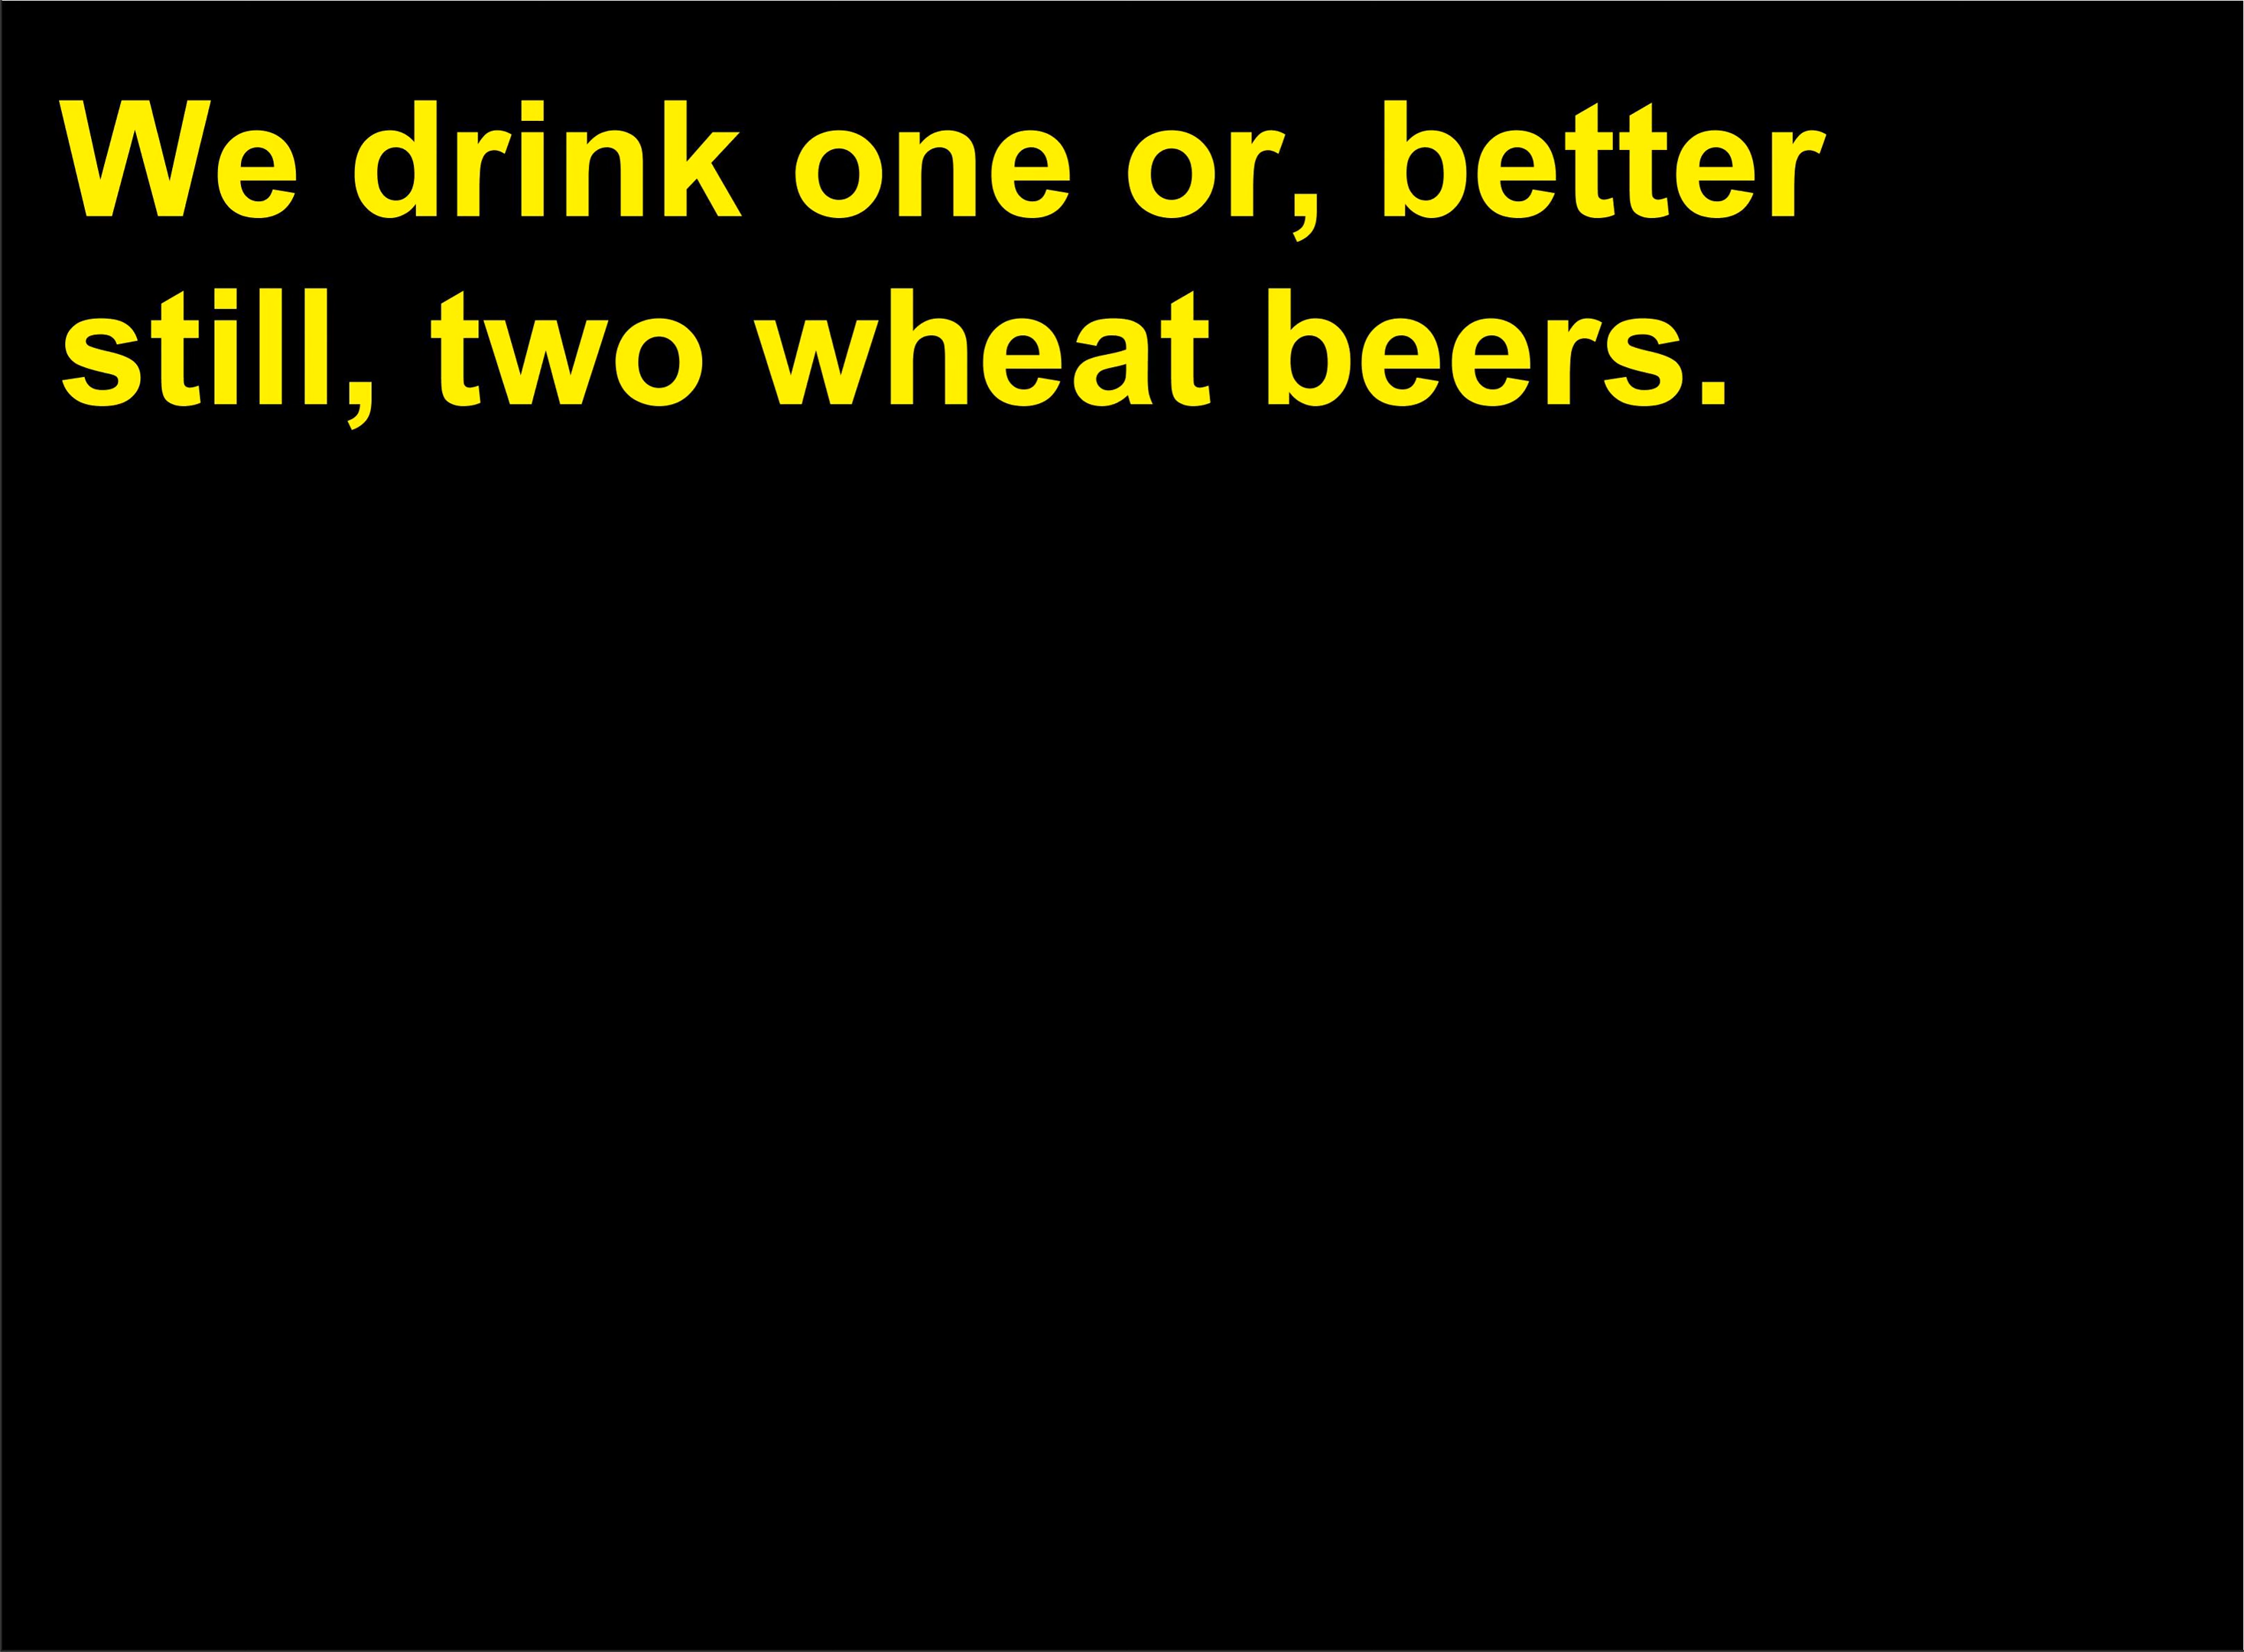 We drink one or, better
still, two wheat beers.